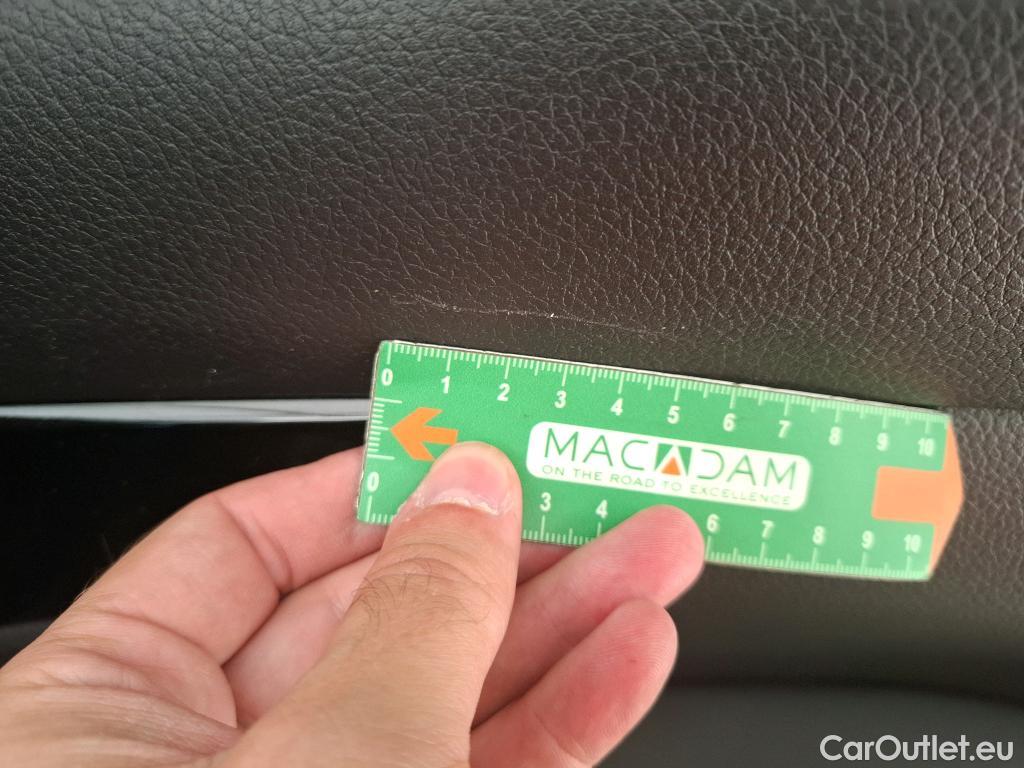 0 1 2 3 4 5 6 7 8 9 10
MACADAM
ON THE ROAD TO EXCELLENCE
0 3 4 6 7 8 9 10
CarOutlet.eu